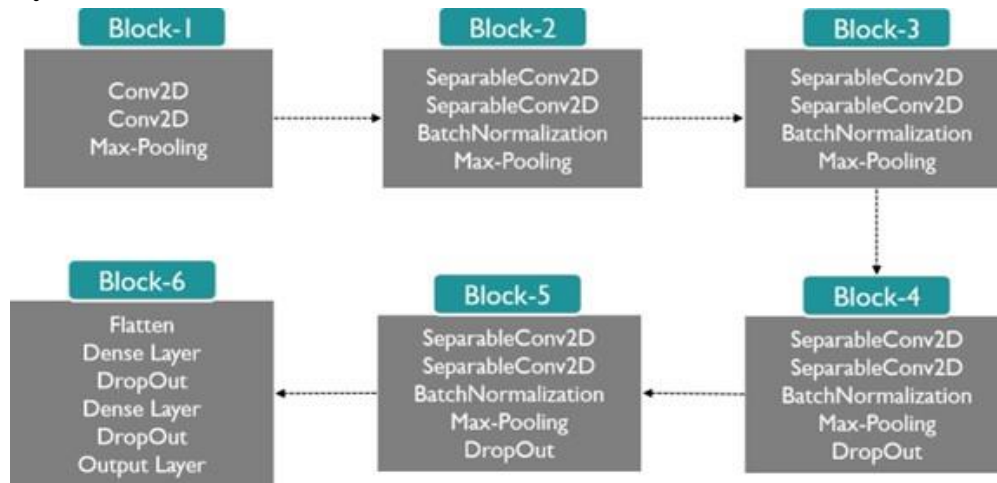 Block-1
Conv2D
Conv2D
Max-Pooling
Block-2
SeparableConv2D
SeparableConv2D
BatchNormalization
Max-Pooling
Block-3
SeparableConv2D
SeparableConv2D
BatchNormalization
Max-Pooling
Block-4
SeparableConv2D
SeparableConv2D
BatchNormalization
Max-Pooling
DropOut
Block-5
SeparableConv2D
SeparableConv2D
BatchNormalization
Max-Pooling
DropOut
Block-6
Flatten
Dense Layer
DropOut
Dense Layer
DropOut
Output Layer